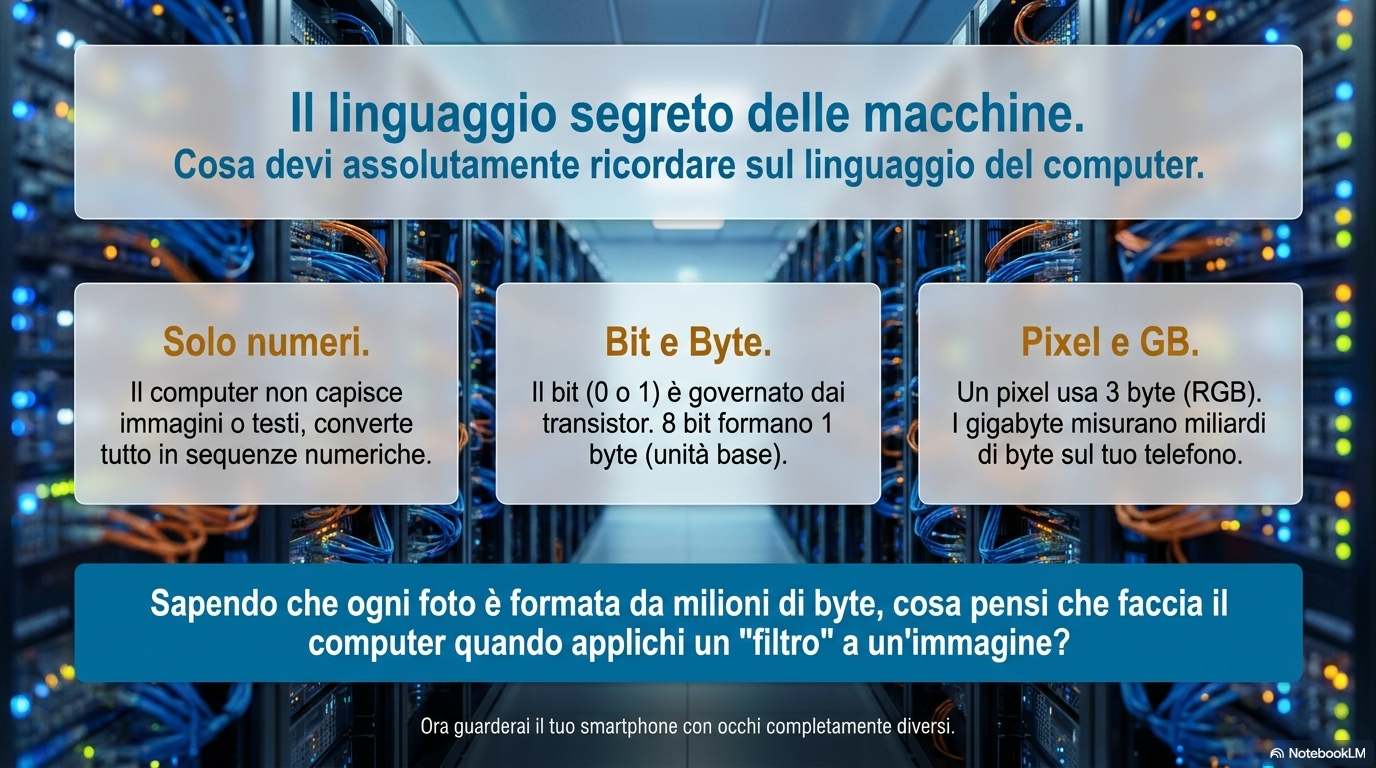 Il linguaggio segreto delle macchine.
Cosa devi assolutamente ricordare sul linguaggio del computer.
Solo numeri.
Il computer non capisce
immagini o testi, converte
tutto in sequenze numeriche.
Bit e Byte.
Il bit (0 o 1) è governato dai
transistor. 8 bit formano 1
byte (unità base).
Pixel e GB.
Un pixel usa 3 byte (RGB).
I gigabyte misurano miliardi
di byte sul tuo telefono.
Sapendo che ogni foto è formata da milioni di byte, cosa pensi che faccia il
computer quando applichi un "filtro" a un'immagine?
Ora guarderai il tuo smartphone con occhi completamente diversi.
NotebookLM